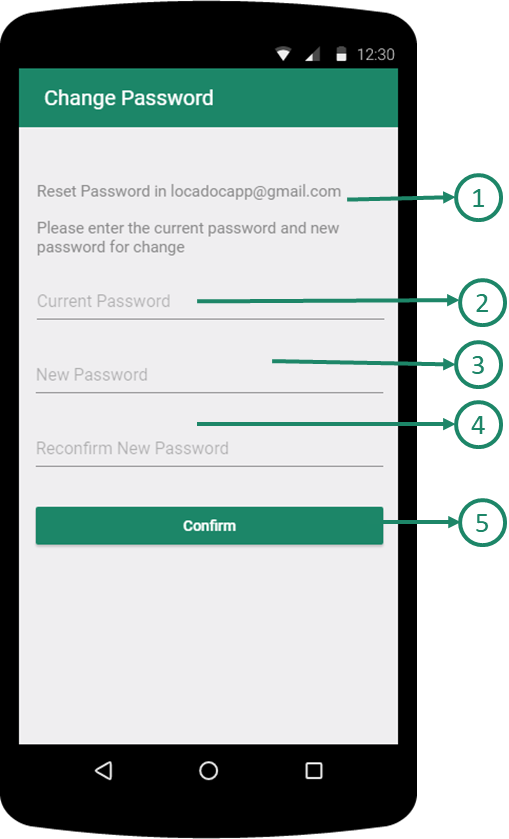 12:30
Change Password
Reset Password in locadocapp@gmail.com
1
Please enter the current password and new
password for change
Current Password
2
3
New Password
4
Reconfirm New Password
Confirm
5